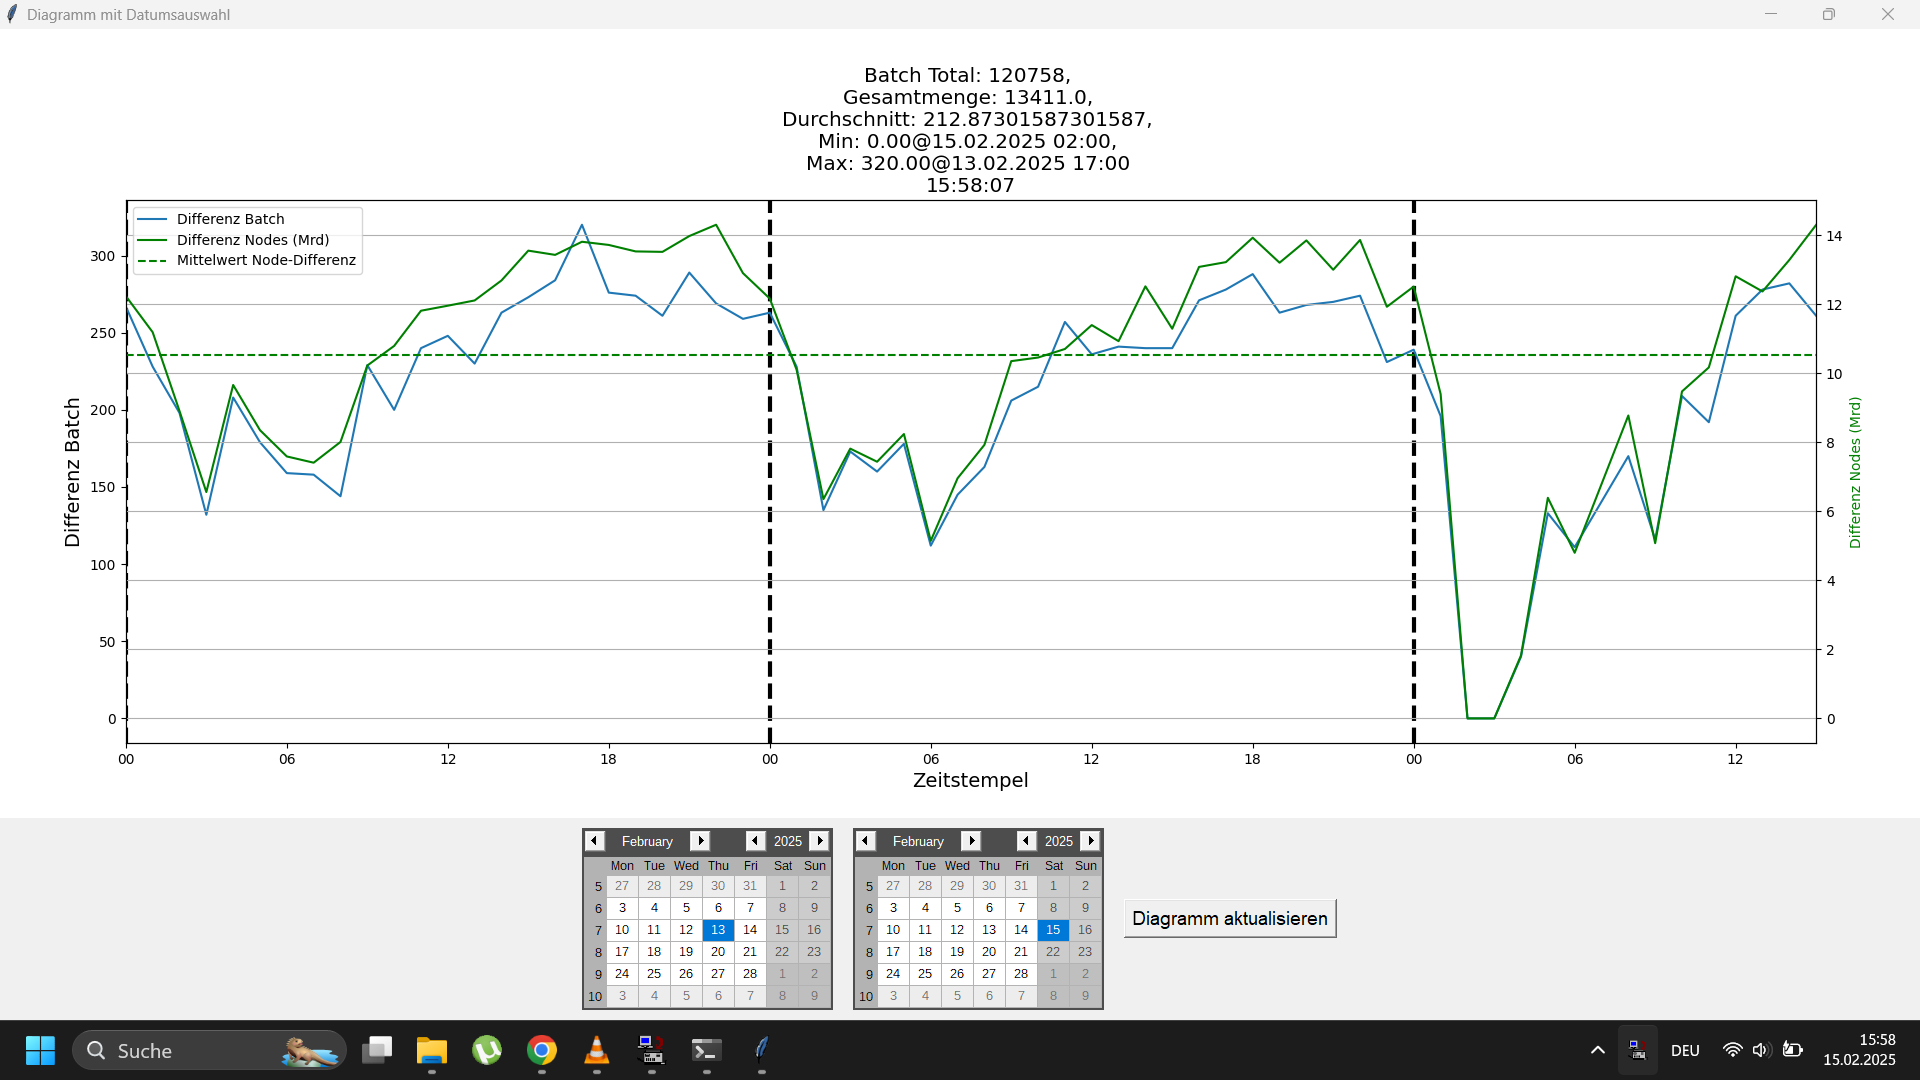 Diagramm mit Datumsauswahl
Batch Total: 120758,
Gesamtmenge: 13411.0,
Durchschnitt: 212.87301587301587,
Min: 0.00@15.02.2025 02:00,
Max: 320.00@13.02.2025 17:00
15:58:07
Differenz Batch
Differenz Nodes (Mrd)
Mittelwert Node-Differenz
Differenz Batch
300
250
200
150
100
50
0
14
12
10
8
6
4
2
0
Differenz Nodes (Mrd)
00 06 12 18 00 06 12 18 00 06 12
Zeitstempel
February 2025
Mon Tue Wed Thu Fri Sat Sun
5 27 28 29 30 31 1 2
6 3 4 5 6 7 8 9
7 10 11 12 13 14 15 16
8 17 18 19 20 21 22 23
9 24 25 26 27 28 1 2
10 3 4 5 6 7 8 9
February 2025
Mon Tue Wed Thu Fri Sat Sun
5 27 28 29 30 31 1 2
6 3 4 5 6 7 8 9
7 10 11 12 13 14 15 16
8 17 18 19 20 21 22 23
9 24 25 26 27 28 1 2
10 3 4 5 6 7 8 9
Diagramm aktualisieren
Suche
DEU
15:58
15.02.2025